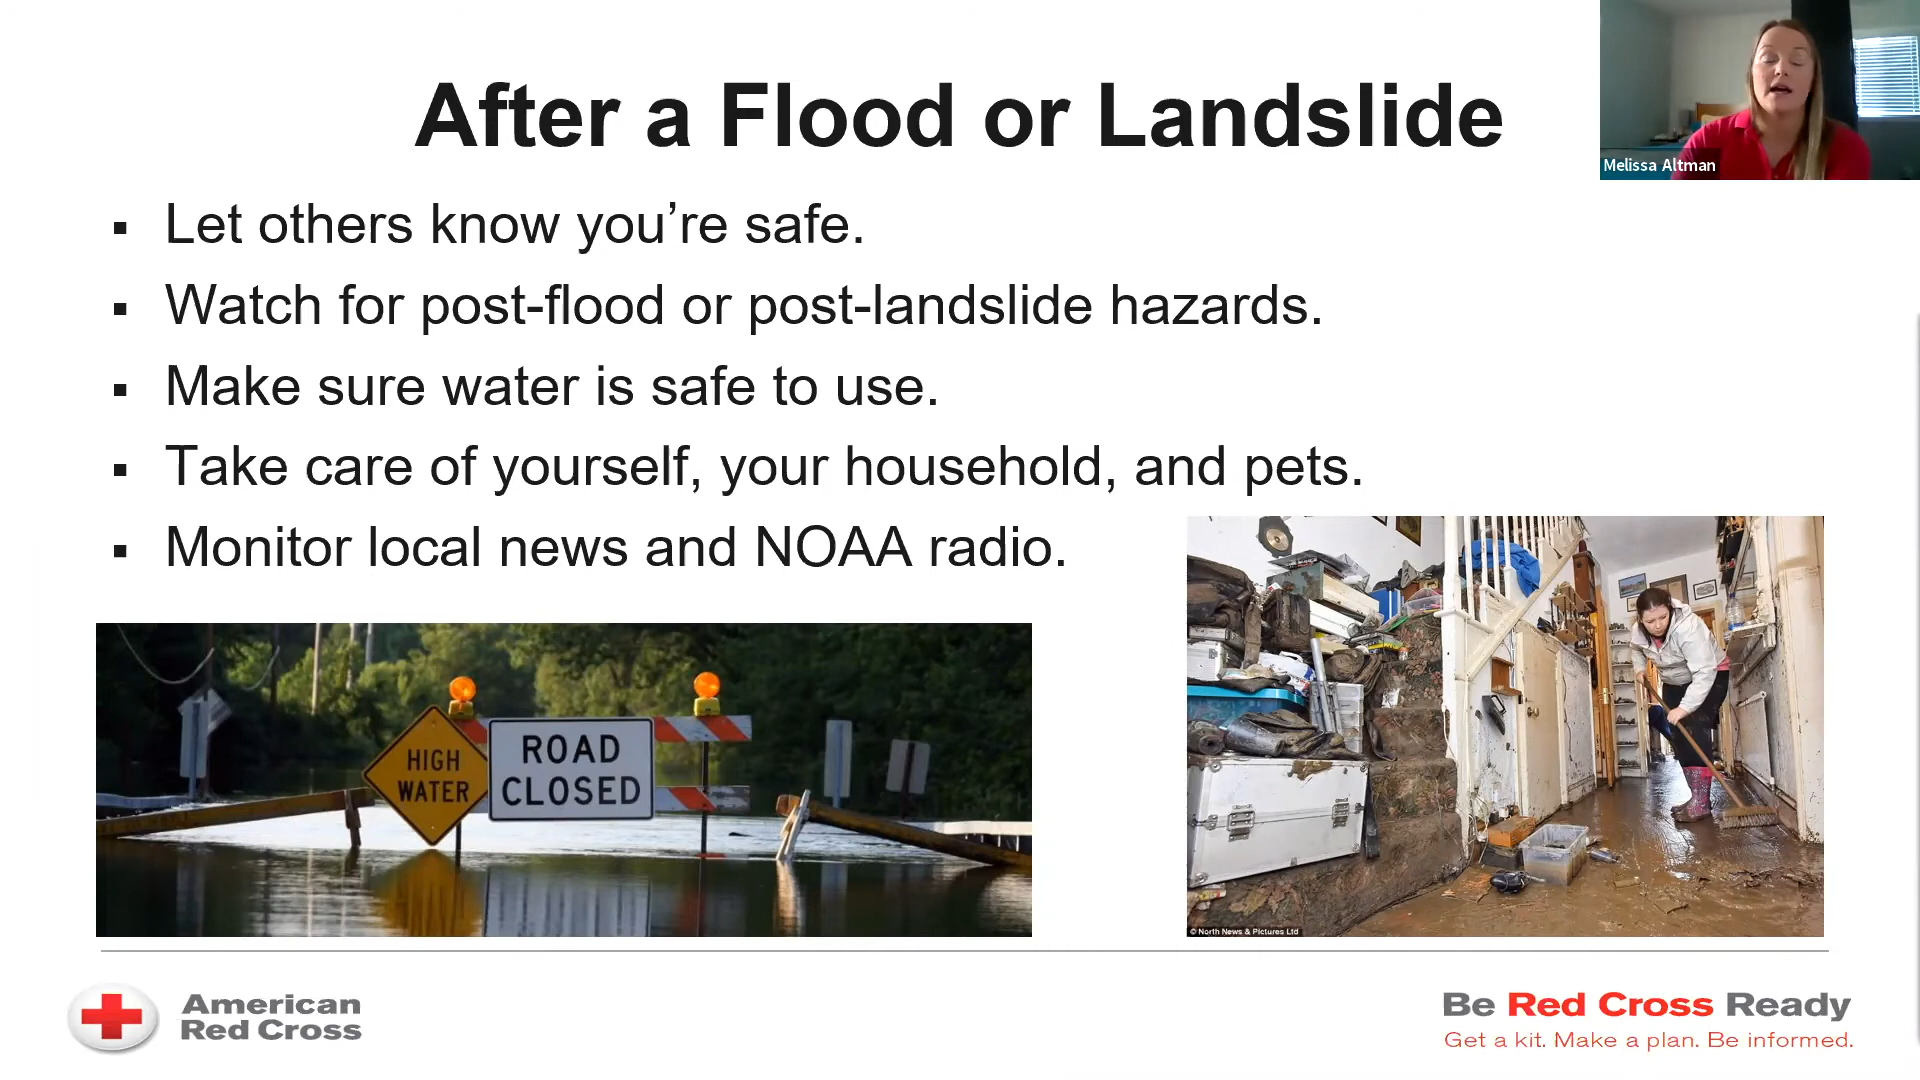 After a Flood or Landslide
Melissa Altman
▪ Let others know you’re safe.
▪ Watch for post-flood or post-landslide hazards.
▪ Make sure water is safe to use.
▪ Take care of yourself, your household, and pets.
▪ Monitor local news and NOAA radio.
HIGH
WATER
ROAD
CLOSED
© North News & Pictures Ltd
American
Red Cross
Be Red Cross Ready
Get a kit. Make a plan. Be informed.